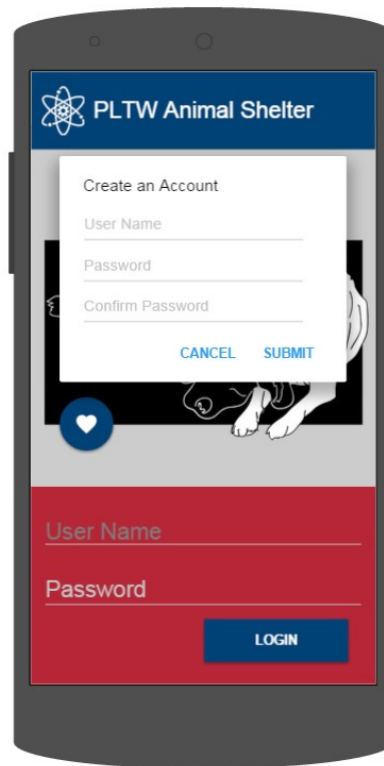 PLTW Animal Shelter
Create an Account
User Name
Password
Confirm Password
CANCEL SUBMIT
User Name
Password
LOGIN